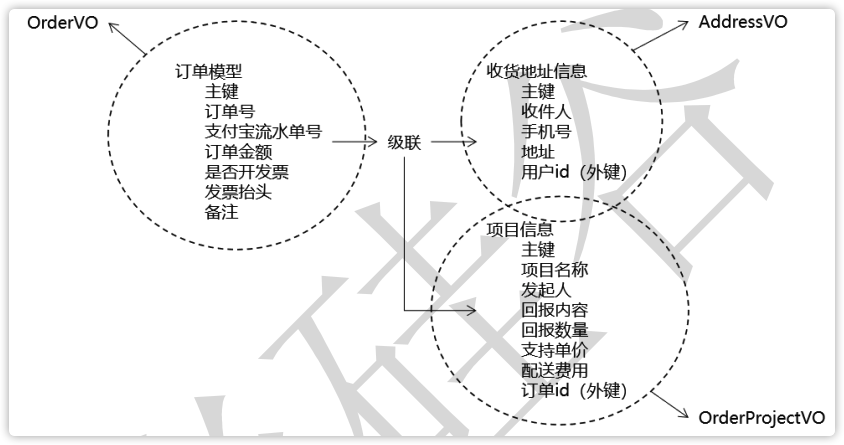 OrderVO
订单模型
主键
订单号
支付宝流水单号
订单金额
是否开发票
发票抬头
备注
级联
AddressVO
收货地址信息
主键
收件人
手机号
地址
用户id（外键）
项目信息
主键
项目名称
发起人
回报内容
回报数量
支持单价
配送费用
订单id（外键）
OrderProjectVO
硅谷